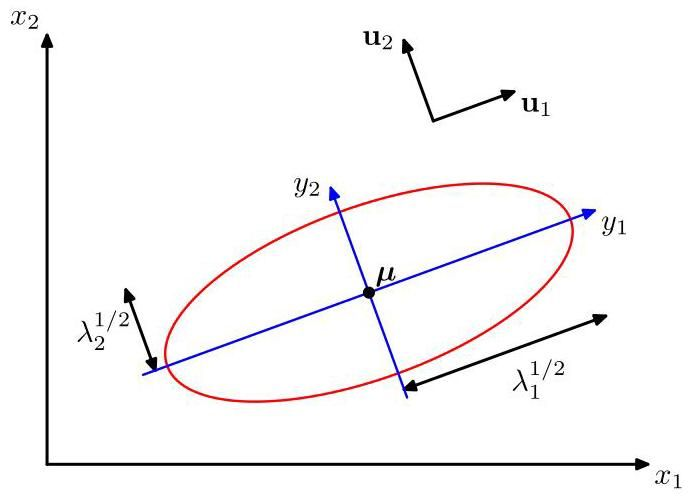 x₂
u₂
u₁
y₂
y₁
μ
λ₂^{1/2}
λ₁^{1/2}
x₁